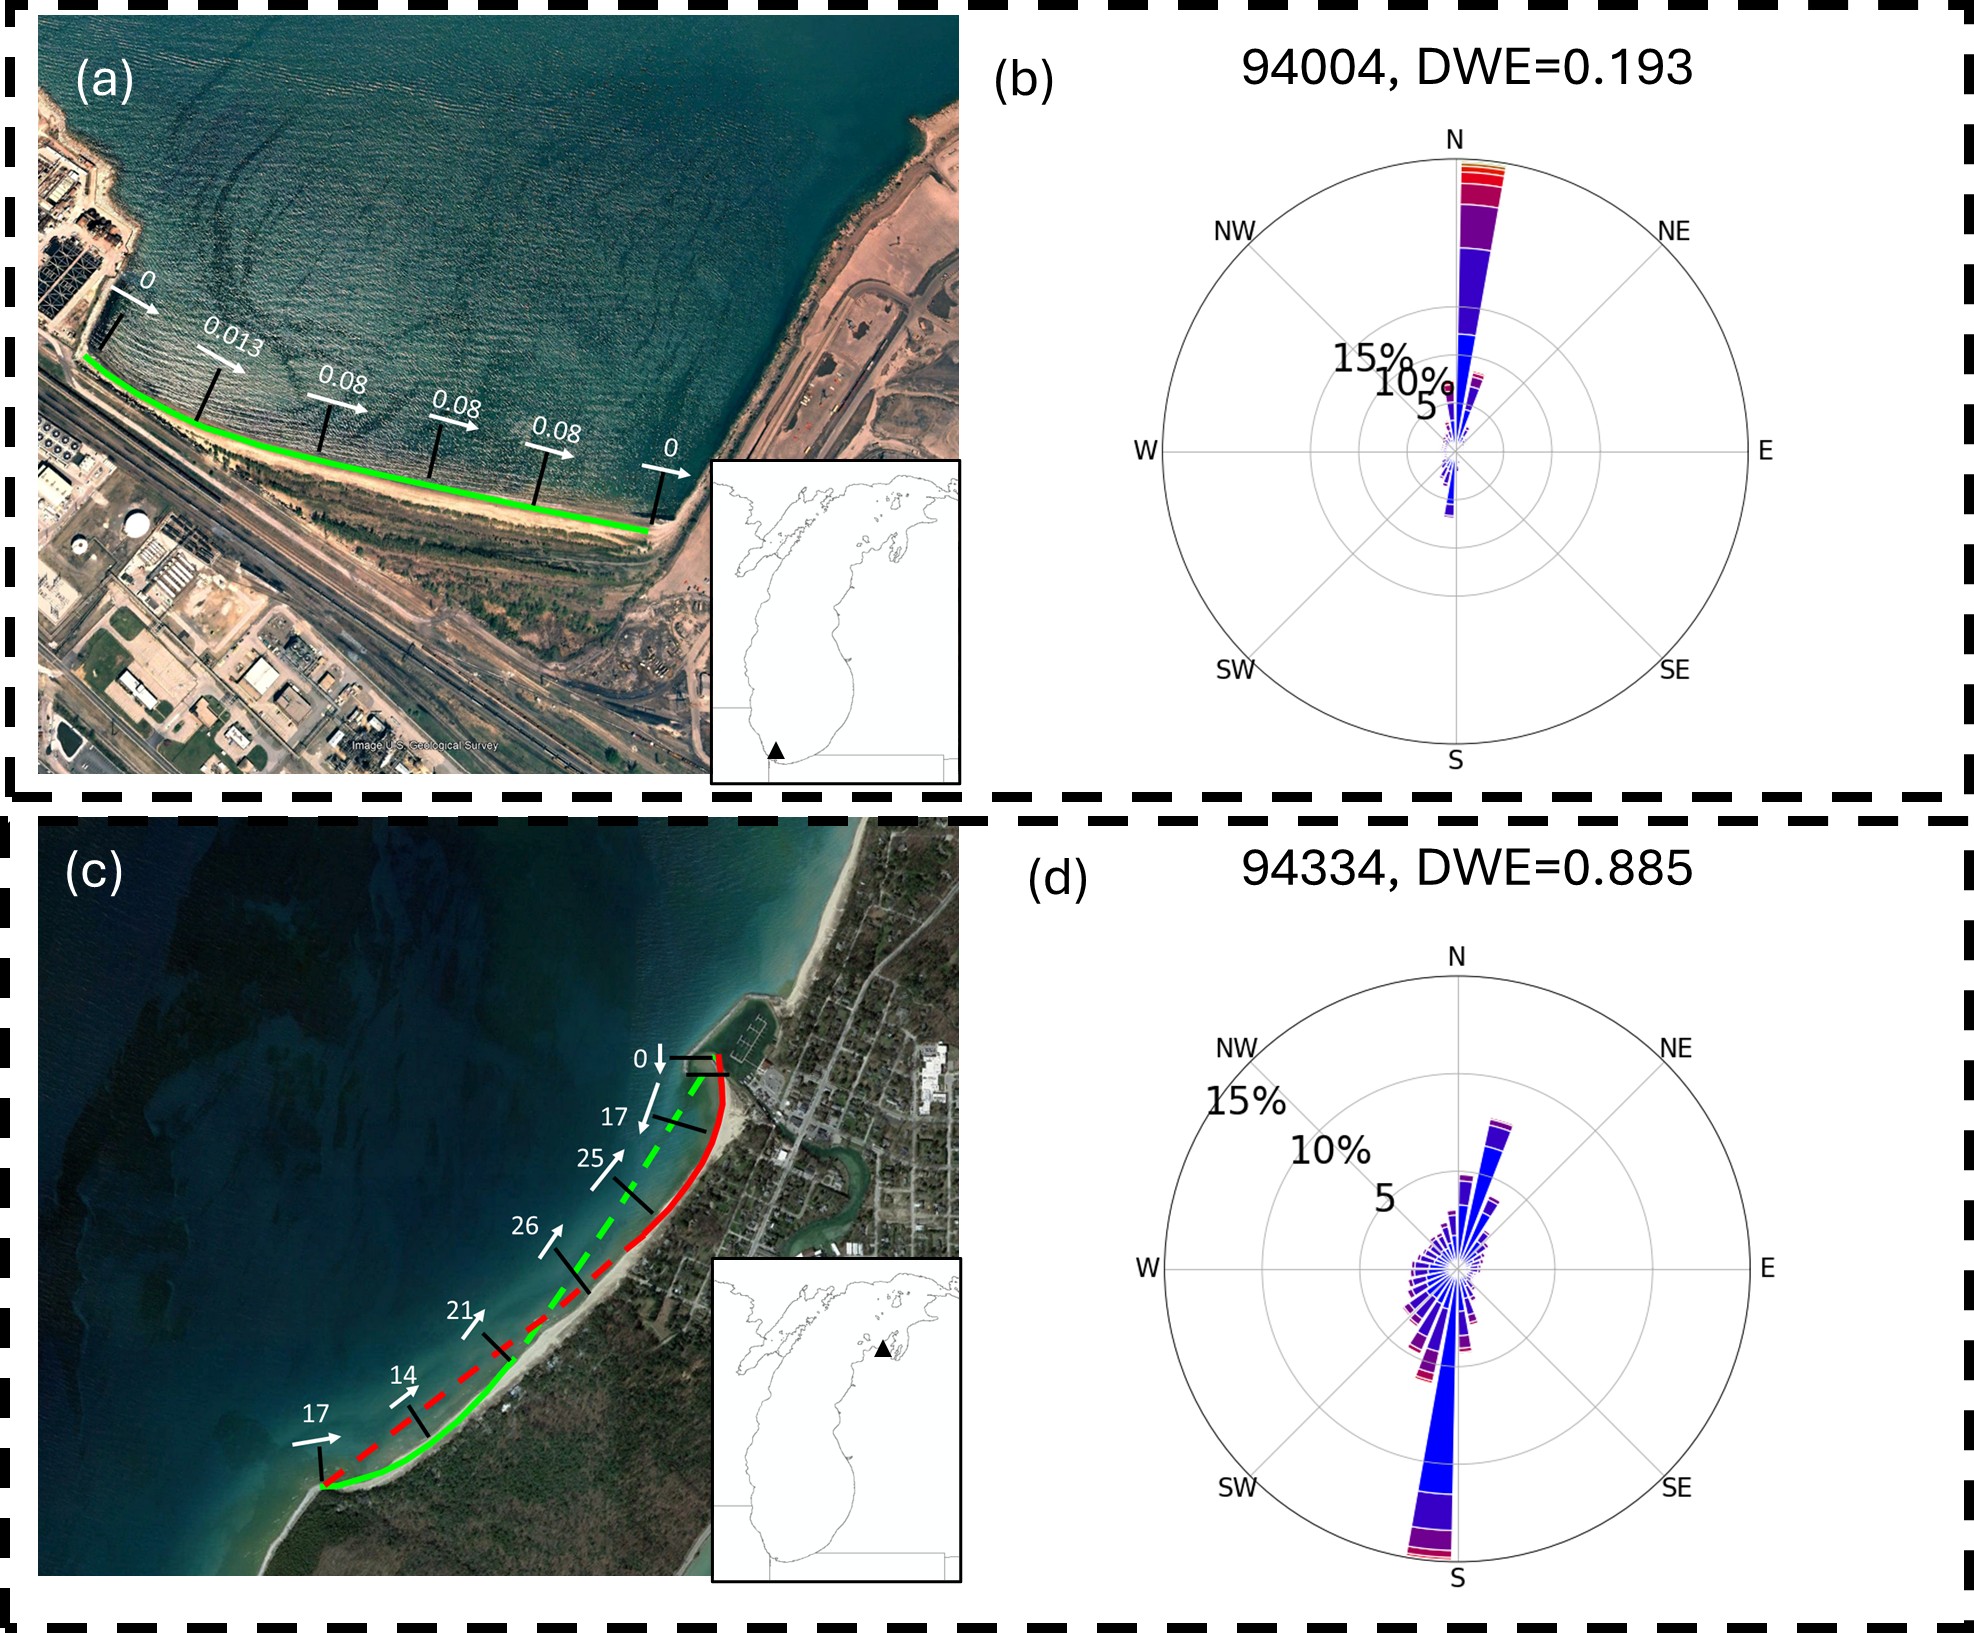 (a)
0
0.013
0.08
0.08
0.08
0
Image U.S. Geological Survey
(b)
94004, DWE=0.193
N
NW
NE
15%
10%
5
W
E
SW
SE
S
(c)
0
17
25
26
21
14
17
(d)
94334, DWE=0.885
N
NW
NE
15%
10%
5
W
E
SW
SE
S